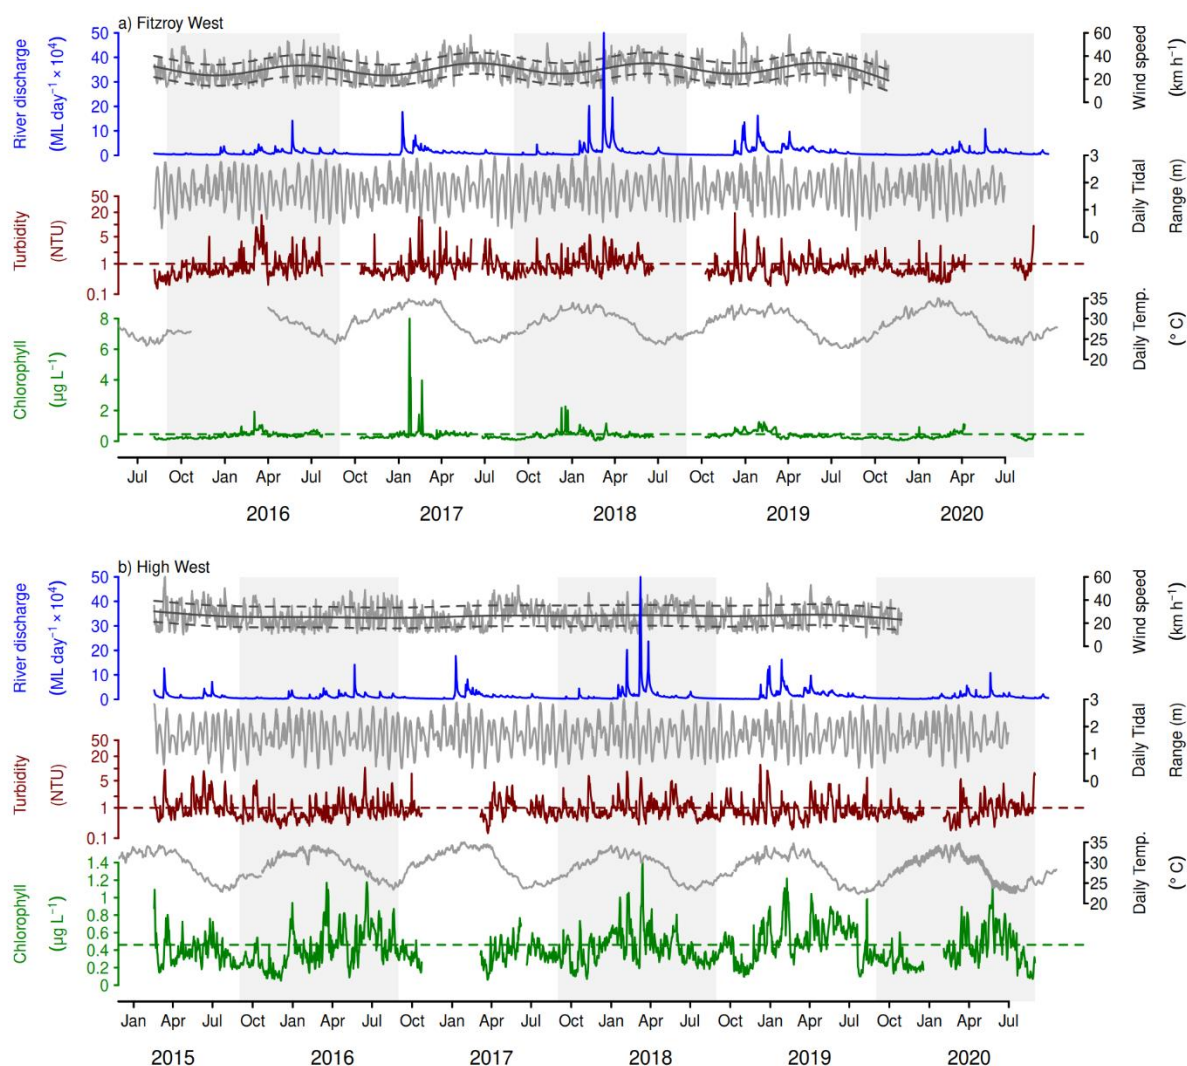 a) Fitzroy West
River discharge
(ML day⁻¹ × 10⁴)
50
40
30
20
10
0
Wind speed
(km h⁻¹)
60
40
20
0
Daily Tidal
Range (m)
3
2
1
0
Turbidity
(NTU)
50
20
5
1
0.1
Daily Temp.
(° C)
35
30
25
20
Chlorophyll
(µg L⁻¹)
8
6
4
2
0
Jul Oct Jan Apr Jul Oct Jan Apr Jul Oct Jan Apr Jul Oct Jan Apr Jul Oct Jan Apr Jul
2016 2017 2018 2019 2020
b) High West
River discharge
(ML day⁻¹ × 10⁴)
50
40
30
20
10
0
Wind speed
(km h⁻¹)
60
40
20
0
Daily Tidal
Range (m)
3
2
1
0
Turbidity
(NTU)
50
20
5
1
0.1
Daily Temp.
(° C)
35
30
25
20
Chlorophyll
(µg L⁻¹)
1.4
1.2
1
0.8
0.6
0.4
0.2
0
Jan Apr Jul Oct Jan Apr Jul Oct Jan Apr Jul Oct Jan Apr Jul Oct Jan Apr Jul
2015 2016 2017 2018 2019 2020